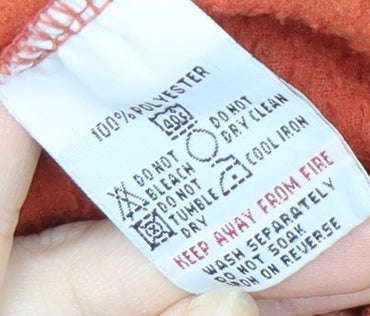 100% POLYESTER
DO NOT
DRY CLEAN
DO NOT
BLEACH
COOL IRON
DO NOT
TUMBLE
DRY
KEEP AWAY FROM FIRE
WASH SEPARATELY
DO NOT SOAK
IRON ON REVERSE